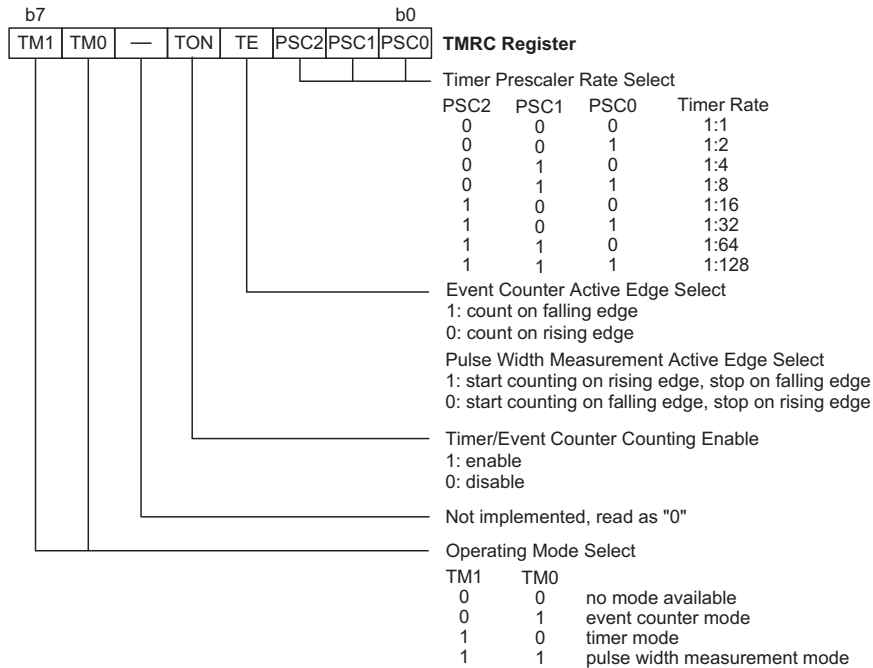 b7 b0
TM1 TM0 — TON TE PSC2 PSC1 PSC0 TMRC Register
Timer Prescaler Rate Select
PSC2 PSC1 PSC0 Timer Rate
0 0 0 1:1
0 0 1 1:2
0 1 0 1:4
0 1 1 1:8
1 0 0 1:16
1 0 1 1:32
1 1 0 1:64
1 1 1 1:128
Event Counter Active Edge Select
1: count on falling edge
0: count on rising edge
Pulse Width Measurement Active Edge Select
1: start counting on rising edge, stop on falling edge
0: start counting on falling edge, stop on rising edge
Timer/Event Counter Counting Enable
1: enable
0: disable
Not implemented, read as "0"
Operating Mode Select
TM1 TM0
0 0 no mode available
0 1 event counter mode
1 0 timer mode
1 1 pulse width measurement mode